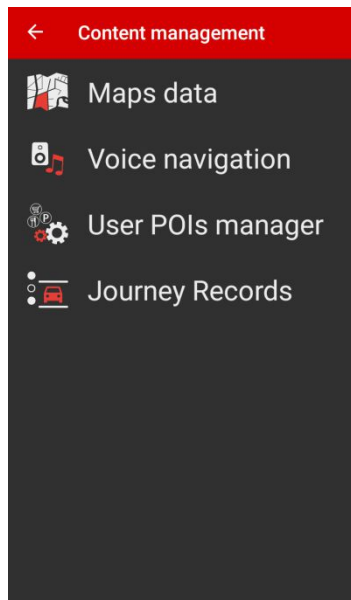 Content management
Maps data
Voice navigation
User POIs manager
Journey Records